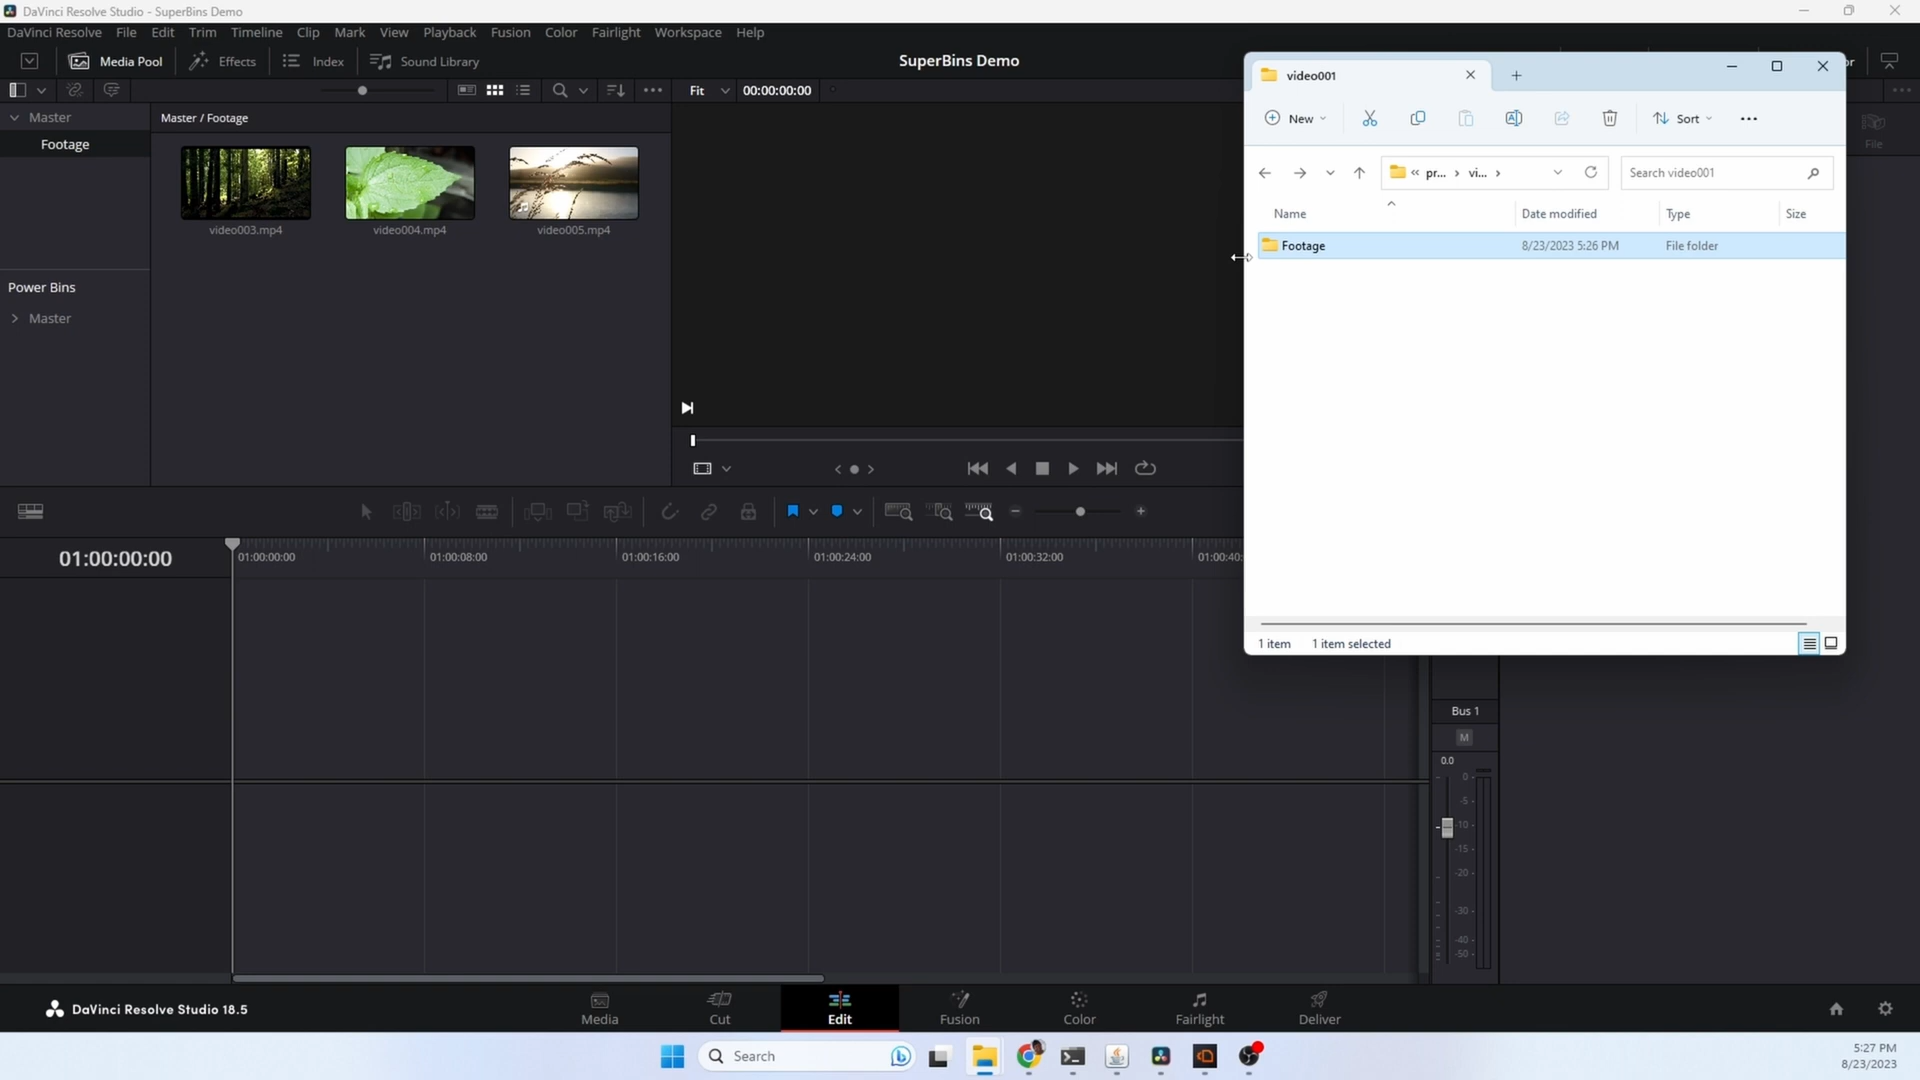 DaVinci Resolve Studio - SuperBins Demo
DaVinci Resolve File Edit Trim Timeline Clip Mark View Playback Fusion Color Fairlight Workspace Help
Media Pool Effects Index Sound Library SuperBins Demo
Fit 00:00:00:00
Master
Footage
Master / Footage
video003.mp4 video004.mp4 video005.mp4
Power Bins
Master
video001
New Sort
pr... vi... Search video001
File
Name Date modified Type Size
Footage 8/23/2023 5:26 PM File folder
1 item 1 item selected
01:00:00:00
01:00:00:00 01:00:08:00 01:00:16:00 01:00:24:00 01:00:32:00 01:00:40:
Bus 1
M
0.0
0
-5
-10
-15
-20
-30
-40
-50
DaVinci Resolve Studio 18.5
Media Cut Edit Fusion Color Fairlight Deliver
Search
5:27 PM
8/23/2023